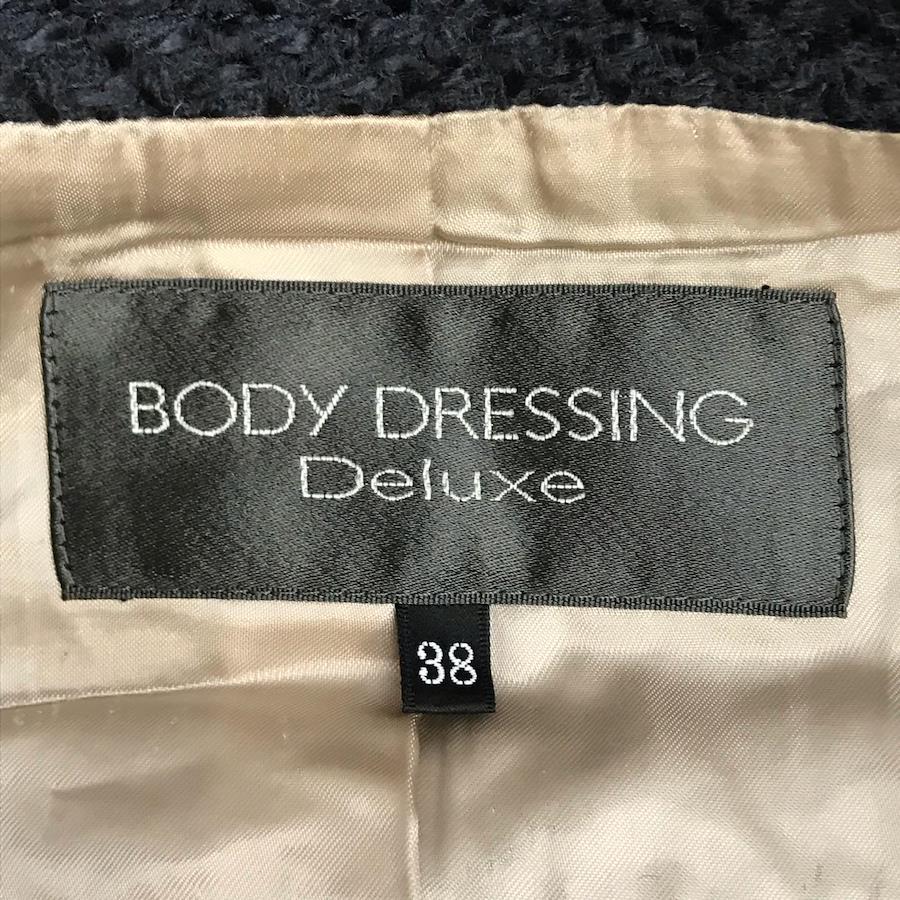 BODY DRESSING
Deluxe
38